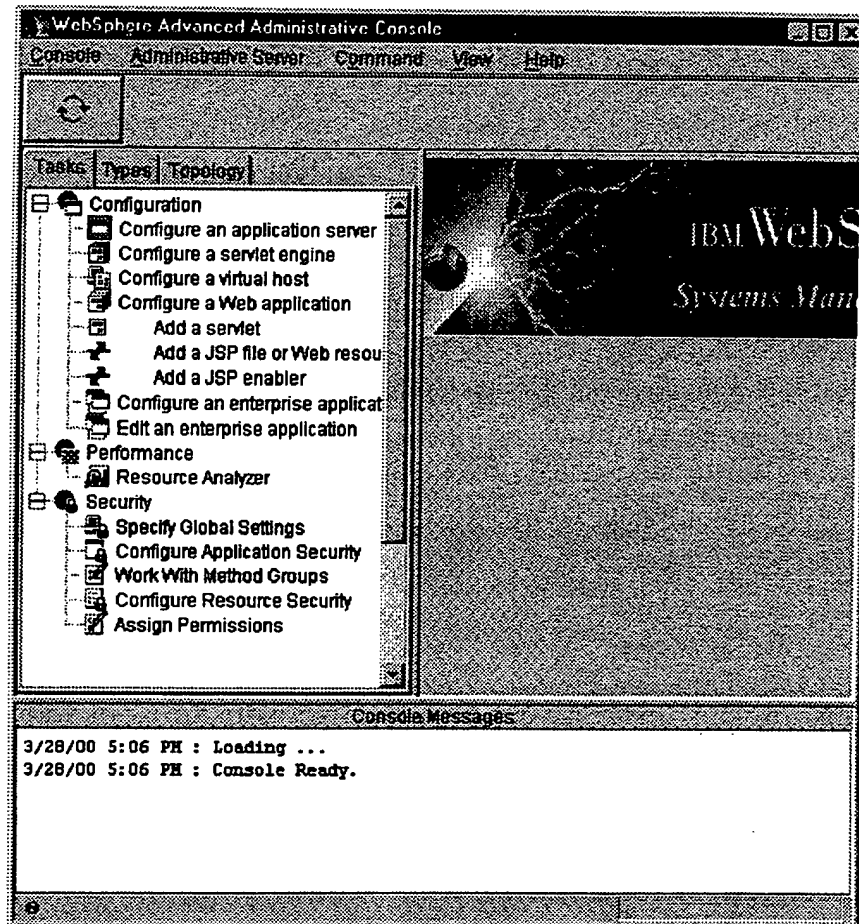 WebSphere Advanced Administrative Console
Console Administrative Server Command View Help
Tasks Types Topology
Configuration
Configure an application server
Configure a servlet engine
Configure a virtual host
Configure a Web application
Add a servlet
Add a JSP file or Web resou
Add a JSP enabler
Configure an enterprise applicat
Edit an enterprise application
Performance
Resource Analyzer
Security
Specify Global Settings
Configure Application Security
Work With Method Groups
Configure Resource Security
Assign Permissions
IBM WebS
Systems Man
Console Messages
3/28/00 5:06 PM : Loading ...
3/28/00 5:06 PM : Console Ready.